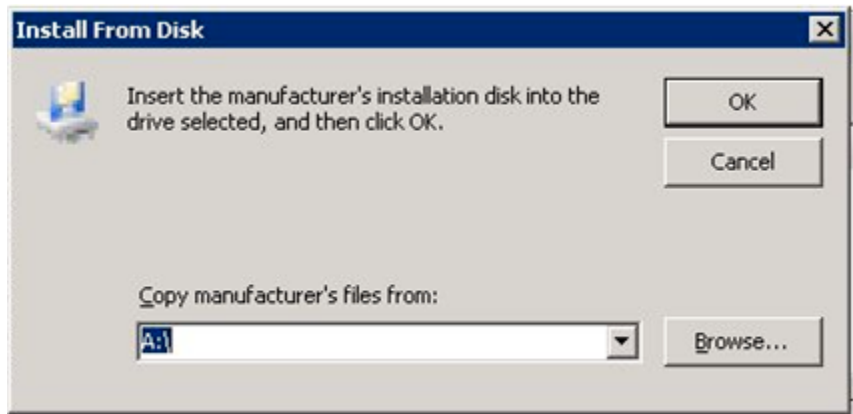 Install From Disk
Insert the manufacturer's installation disk into the
drive selected, and then click OK.
OK
Cancel
Copy manufacturer's files from:
A:\
Browse...